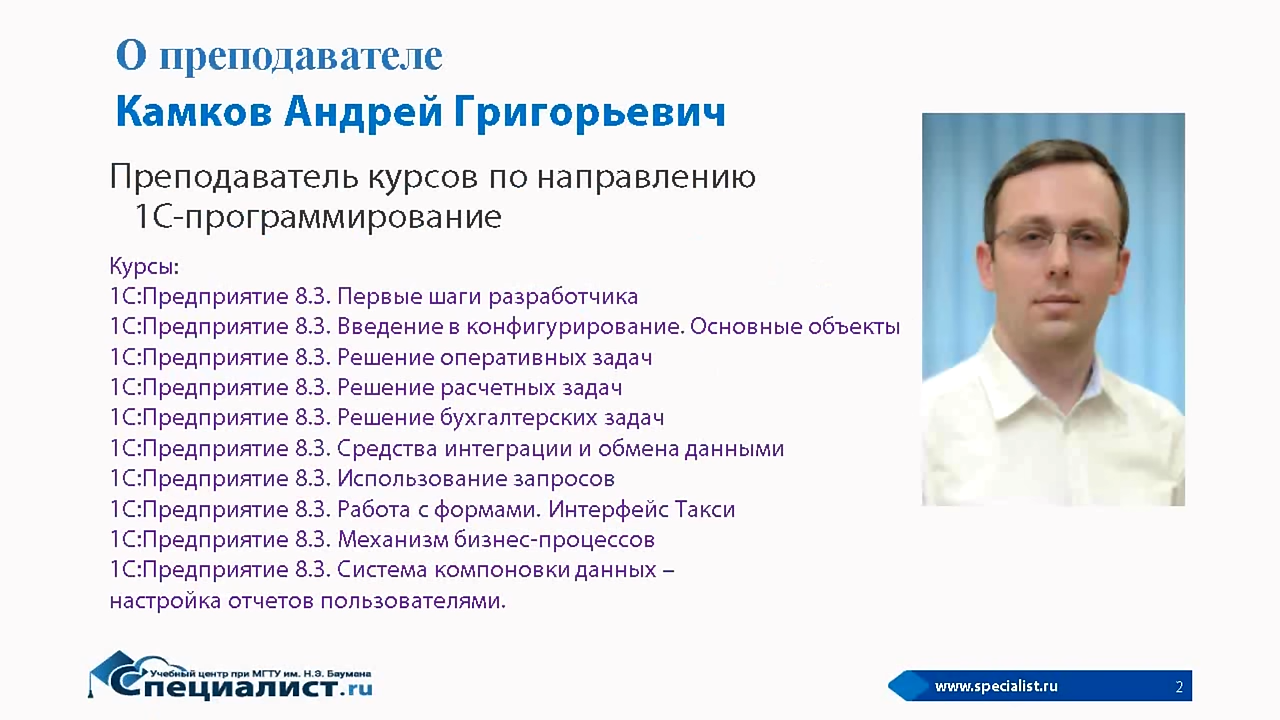 О преподавателе
Камков Андрей Григорьевич
Преподаватель курсов по направлению
1С-программирование
Курсы:
1С:Предприятие 8.3. Первые шаги разработчика
1С:Предприятие 8.3. Введение в конфигурирование. Основные объекты
1С:Предприятие 8.3. Решение оперативных задач
1С:Предприятие 8.3. Решение расчетных задач
1С:Предприятие 8.3. Решение бухгалтерских задач
1С:Предприятие 8.3. Средства интеграции и обмена данными
1С:Предприятие 8.3. Использование запросов
1С:Предприятие 8.3. Работа с формами. Интерфейс Такси
1С:Предприятие 8.3. Механизм бизнес-процессов
1С:Предприятие 8.3. Система компоновки данных –
настройка отчетов пользователями.
Учебный центр при МГТУ им. Н.Э. Баумана
Специалист.ru
www.specialist.ru 2